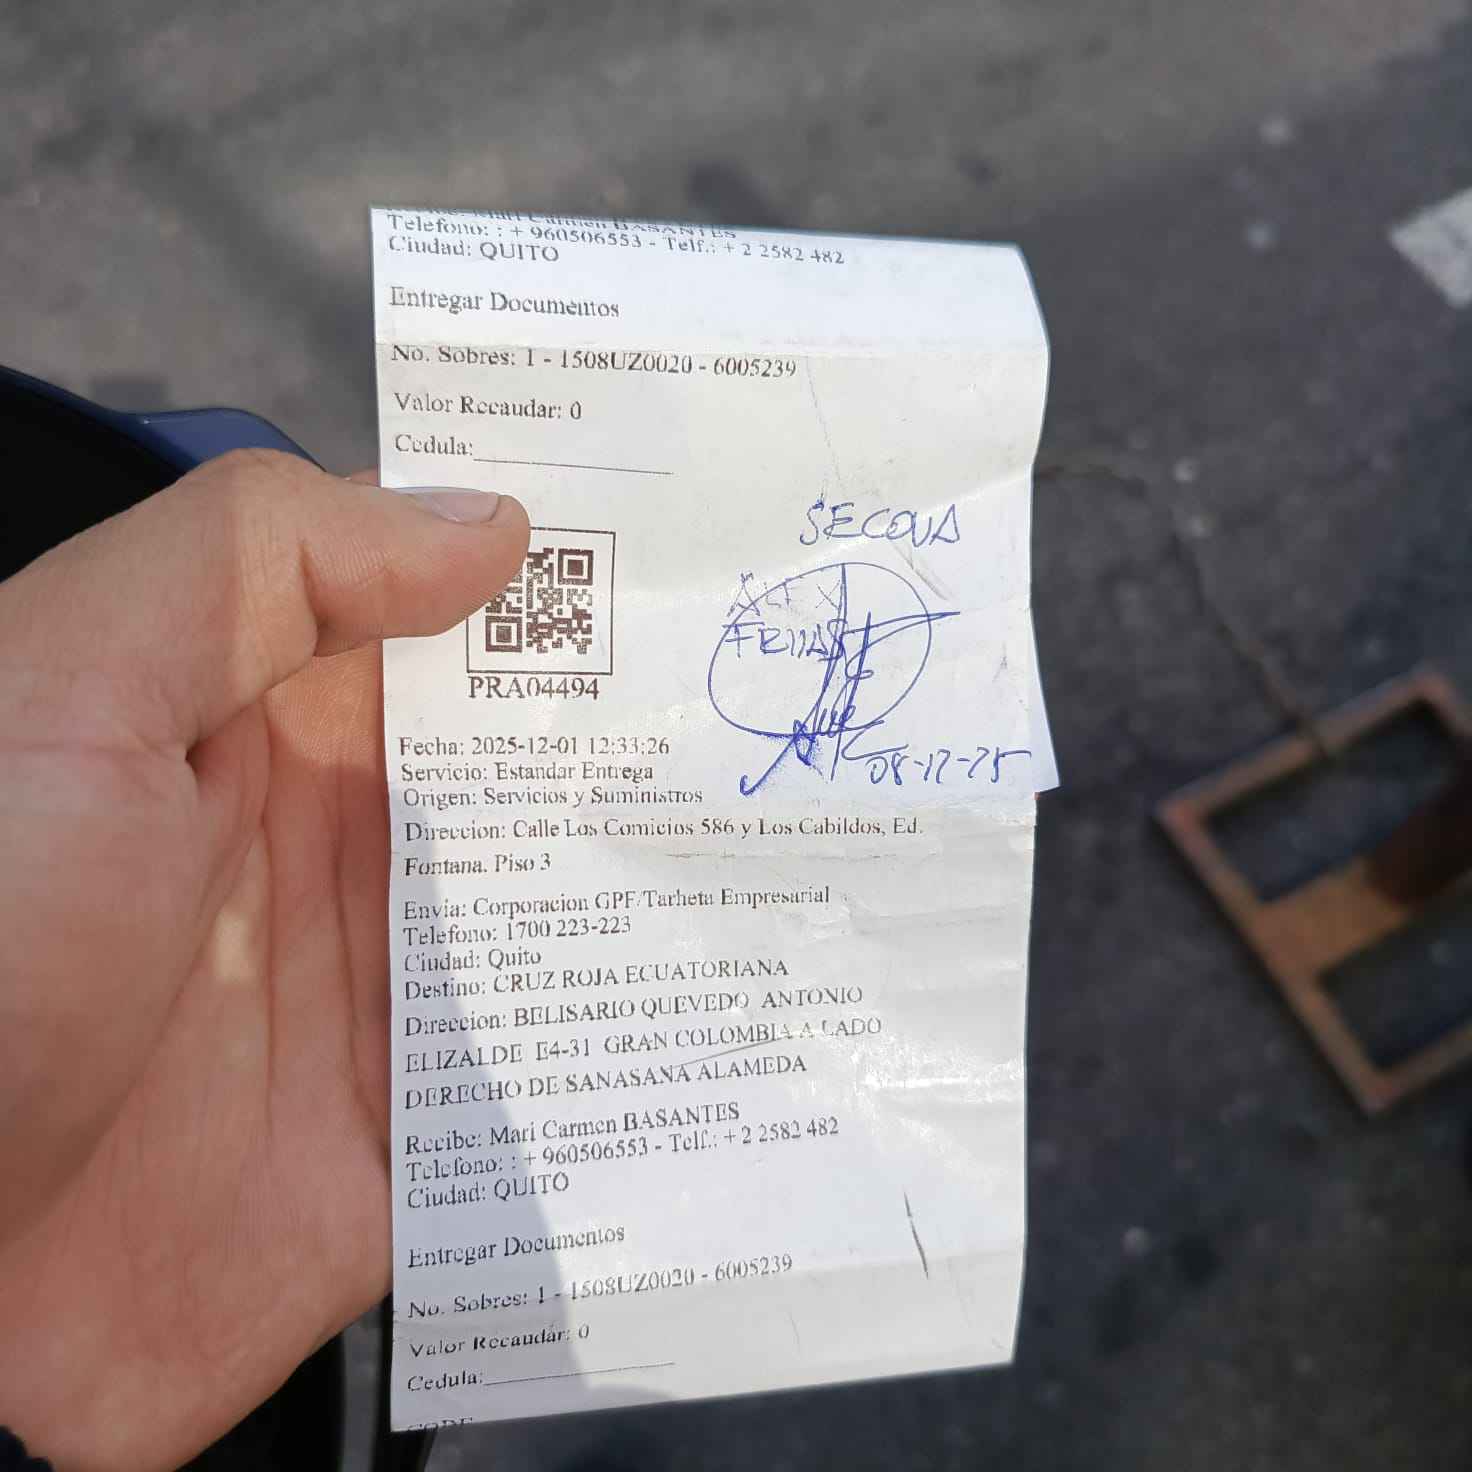 Mari Carmen BASANTES
Telefono: : + 960506553 - Telf.: + 2 2582 482
Ciudad: QUITO
Entregar Documentos
No. Sobres: 1 - 1508UZ0020 - 6005239
Valor Recaudar: 0
Cedula:
SECOVA
ALEX
PRA04494
Fecha: 2025-12-01 12:33:26
Servicio: Estandar Entrega
Origen: Servicios y Suministros
Direccion: Calle Los Comicios 586 y Los Cabildos, Ed.
Fontana. Piso 3
Envia: Corporacion GPF/Tarheta Empresarial
Telefono: 1700 223-223
Ciudad: Quito
Destino: CRUZ ROJA ECUATORIANA
Direccion: BELISARIO QUEVEDO ANTONIO
ELIZALDE E4-31 GRAN COLOMBIA A LADO
DERECHO DE SANASANA ALAMEDA
Recibe: Mari Carmen BASANTES
Telefono: : + 960506553 - Telf.: + 2 2582 482
Ciudad: QUITO
Entregar Documentos
No. Sobres: 1 - 1508UZ0020 - 6005239
Valor Recaudar: 0
Cedula: